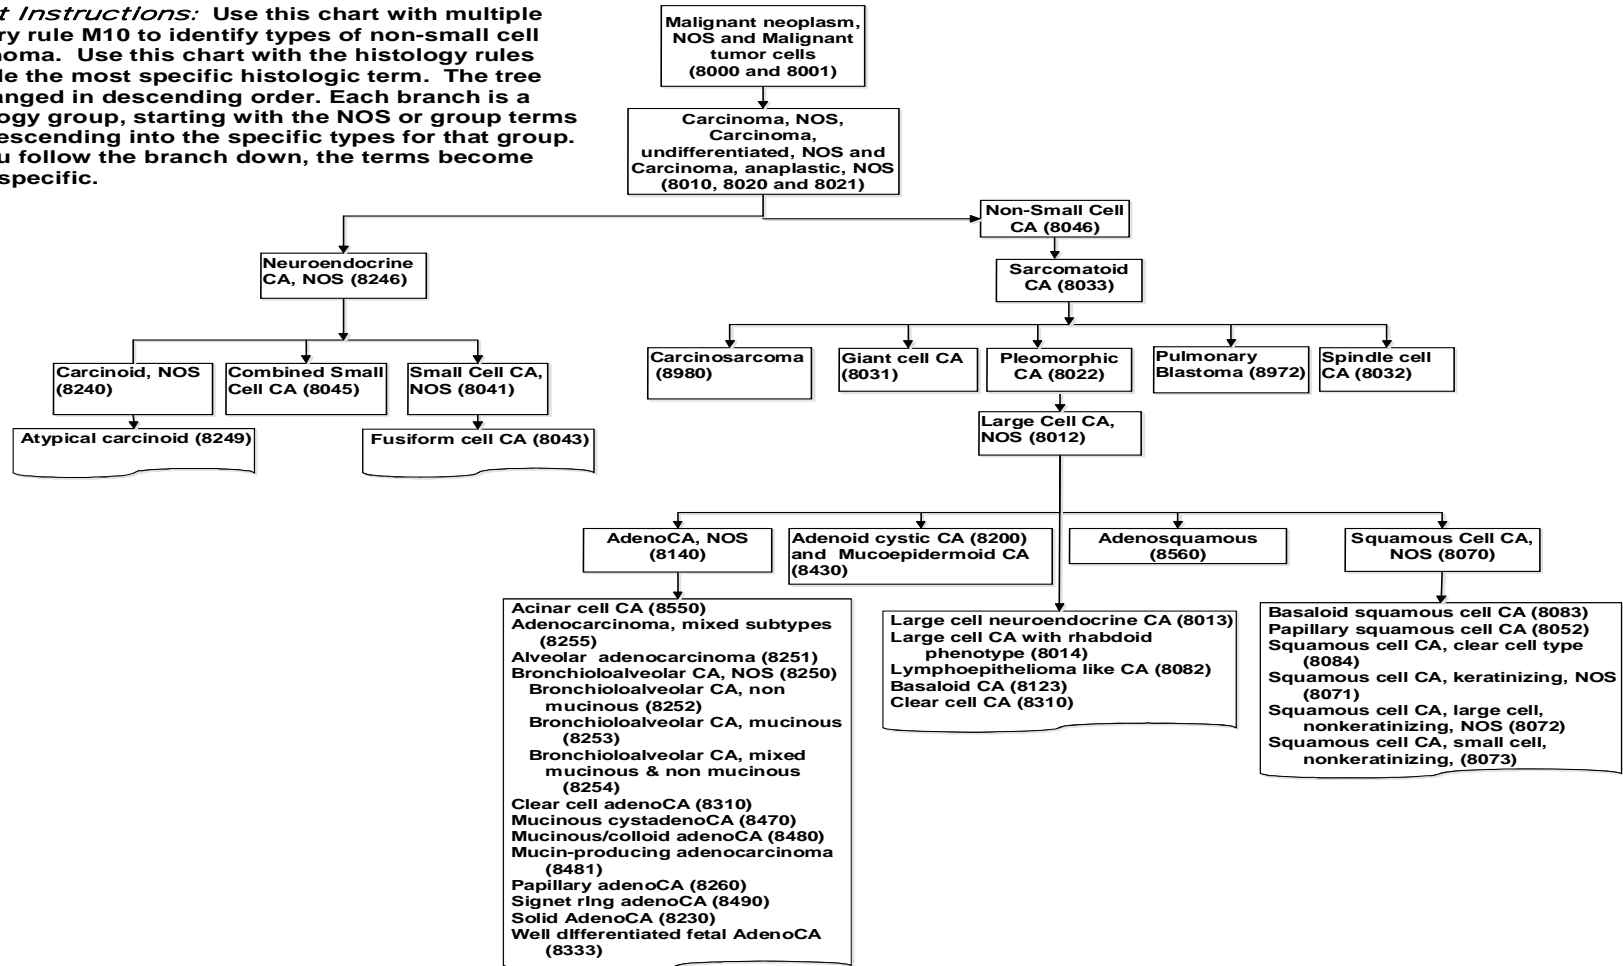 t Instructions: Use this chart with multiple
ry rule M10 to identify types of non-small cell
noma. Use this chart with the histology rules
le the most specific histologic term. The tree
anged in descending order. Each branch is a
ogy group, starting with the NOS or group terms
escending into the specific types for that group.
u follow the branch down, the terms become
specific.
Malignant neoplasm,
NOS and Malignant
tumor cells
(8000 and 8001)
Carcinoma, NOS,
Carcinoma,
undifferentiated, NOS and
Carcinoma, anaplastic, NOS
(8010, 8020 and 8021)
Non-Small Cell
CA (8046)
Neuroendocrine
CA, NOS (8246)
Sarcomatoid
CA (8033)
Carcinoid, NOS
(8240)
Combined Small
Cell CA (8045)
Small Cell CA,
NOS (8041)
Carcinosarcoma
(8980)
Giant cell CA
(8031)
Pleomorphic
CA (8022)
Pulmonary
Blastoma (8972)
Spindle cell
CA (8032)
Atypical carcinoid (8249)
Fusiform cell CA (8043)
Large Cell CA,
NOS (8012)
AdenoCA, NOS
(8140)
Adenoid cystic CA (8200)
and Mucoepidermoid CA
(8430)
Adenosquamous
(8560)
Squamous Cell CA,
NOS (8070)
Acinar cell CA (8550)
Adenocarcinoma, mixed subtypes
(8255)
Alveolar adenocarcinoma (8251)
Bronchioloalveolar CA, NOS (8250)
Bronchioloalveolar CA, non
mucinous (8252)
Bronchioloalveolar CA, mucinous
(8253)
Bronchioloalveolar CA, mixed
mucinous & non mucinous
(8254)
Clear cell adenoCA (8310)
Mucinous cystadenoCA (8470)
Mucinous/colloid adenoCA (8480)
Mucin-producing adenocarcinoma
(8481)
Papillary adenoCA (8260)
Signet rIng adenoCA (8490)
Solid AdenoCA (8230)
Well dIfferentiated fetal AdenoCA
(8333)
Large cell neuroendocrine CA (8013)
Large cell CA with rhabdoid
phenotype (8014)
Lymphoepithelioma like CA (8082)
Basaloid CA (8123)
Clear cell CA (8310)
Basaloid squamous cell CA (8083)
Papillary squamous cell CA (8052)
Squamous cell CA, clear cell type
(8084)
Squamous cell CA, keratinizing, NOS
(8071)
Squamous cell CA, large cell,
nonkeratinizing, NOS (8072)
Squamous cell CA, small cell,
nonkeratinizing, (8073)